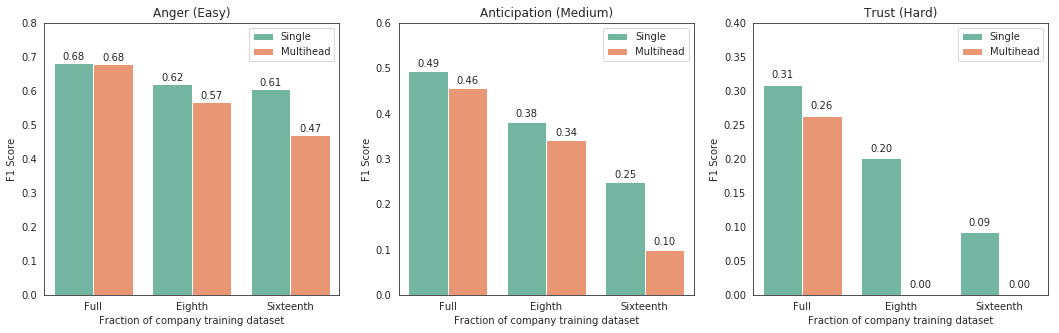 Anger (Easy)
0.8
0.7
0.6
0.5
0.4
0.3
0.2
0.1
0.0
F1 Score
Single
Multihead
0.68
0.68
0.62
0.57
0.61
0.47
Full
Eighth
Sixteenth
Fraction of company training dataset
Anticipation (Medium)
0.6
0.5
0.4
0.3
0.2
0.1
0.0
F1 Score
Single
Multihead
0.49
0.46
0.38
0.34
0.25
0.10
Full
Eighth
Sixteenth
Fraction of company training dataset
Trust (Hard)
0.40
0.35
0.30
0.25
0.20
0.15
0.10
0.05
0.00
F1 Score
Single
Multihead
0.31
0.26
0.20
0.00
0.09
0.00
Full
Eighth
Sixteenth
Fraction of company training dataset